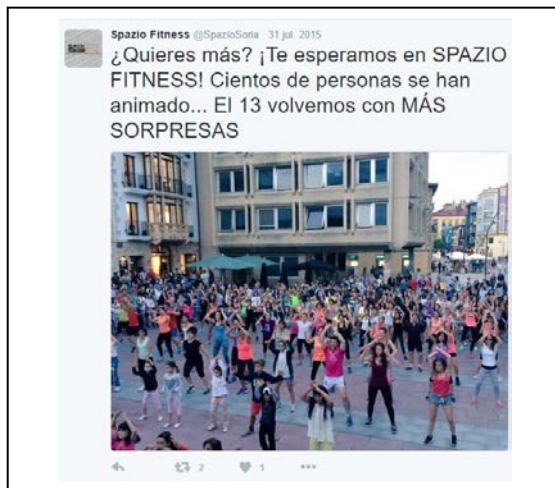 Spazio Fitness @SpazioSoria · 31 jul. 2015
¿Quieres más? ¡Te esperamos en SPAZIO
FITNESS! Cientos de personas se han
animado... El 13 volvemos con MÁS
SORPRESAS
2 1